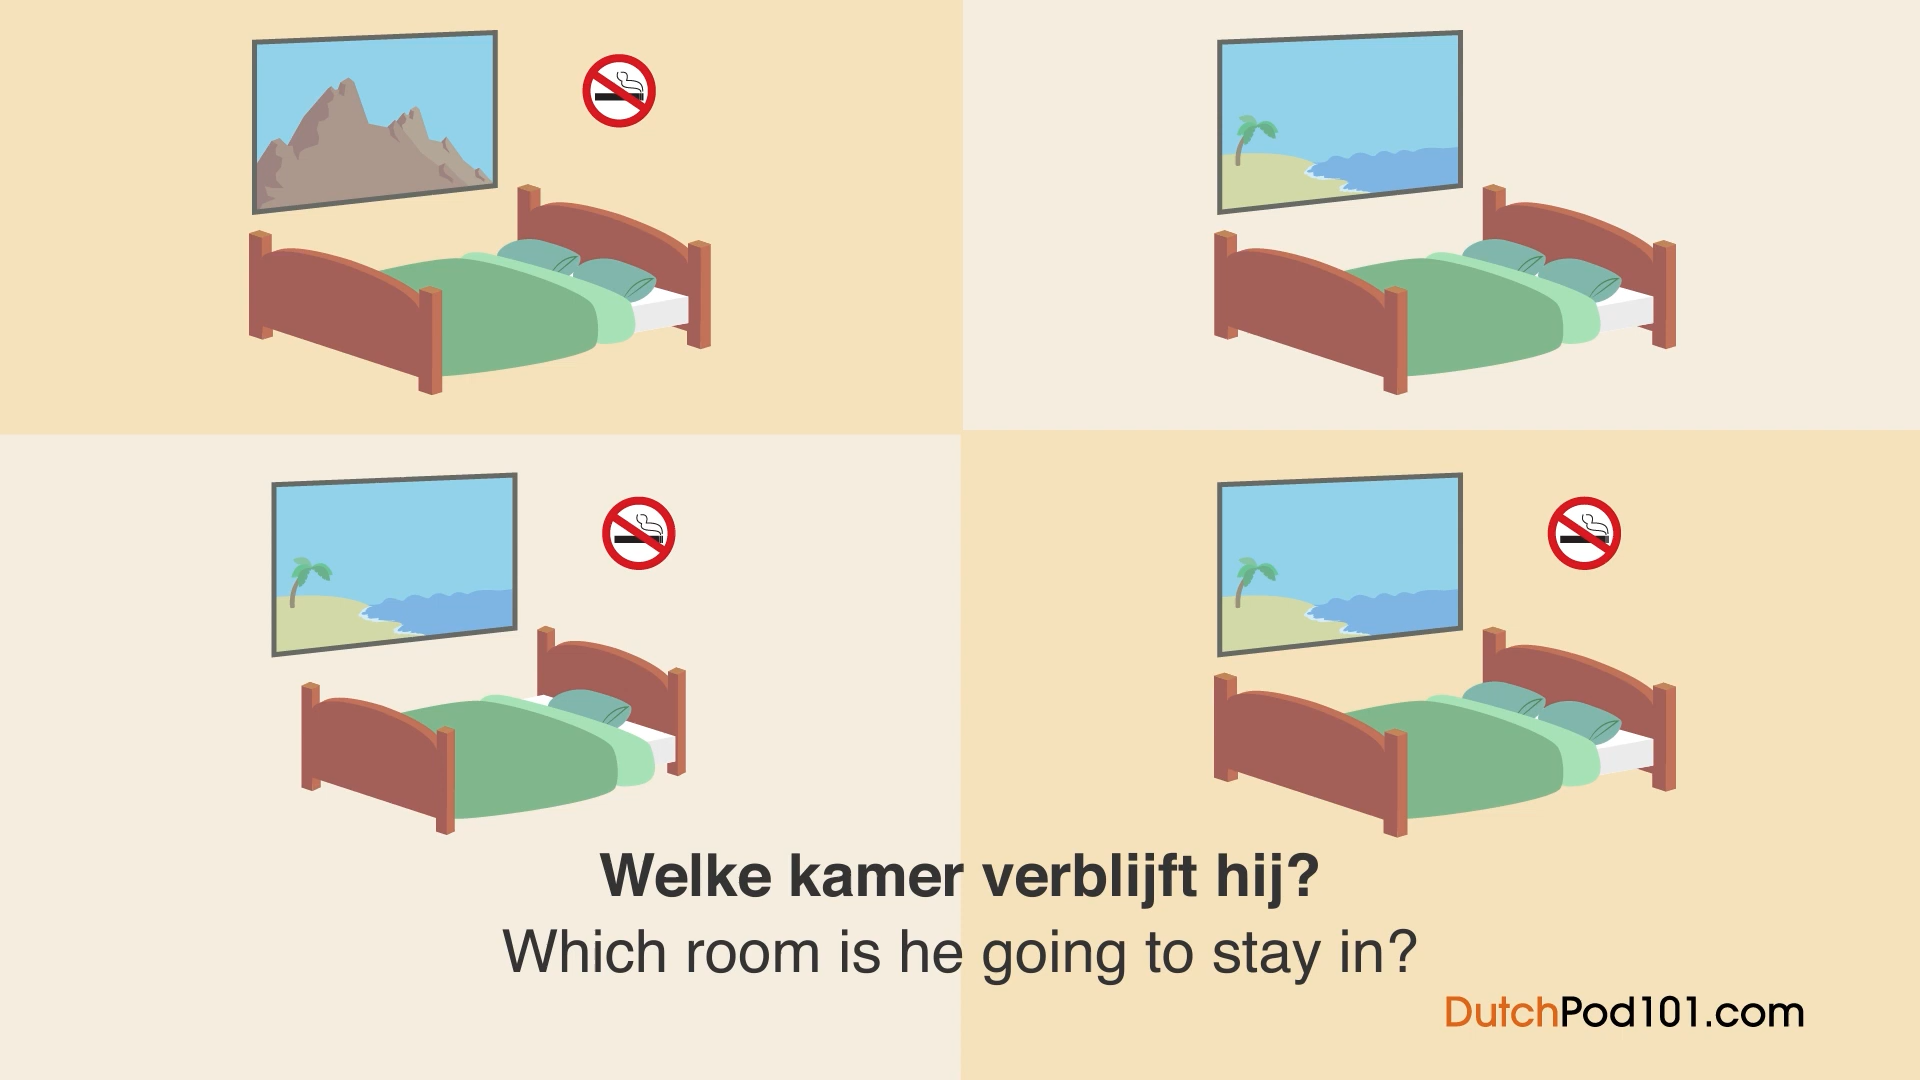 Welke kamer verblijft hij?
Which room is he going to stay in?
DutchPod101.com